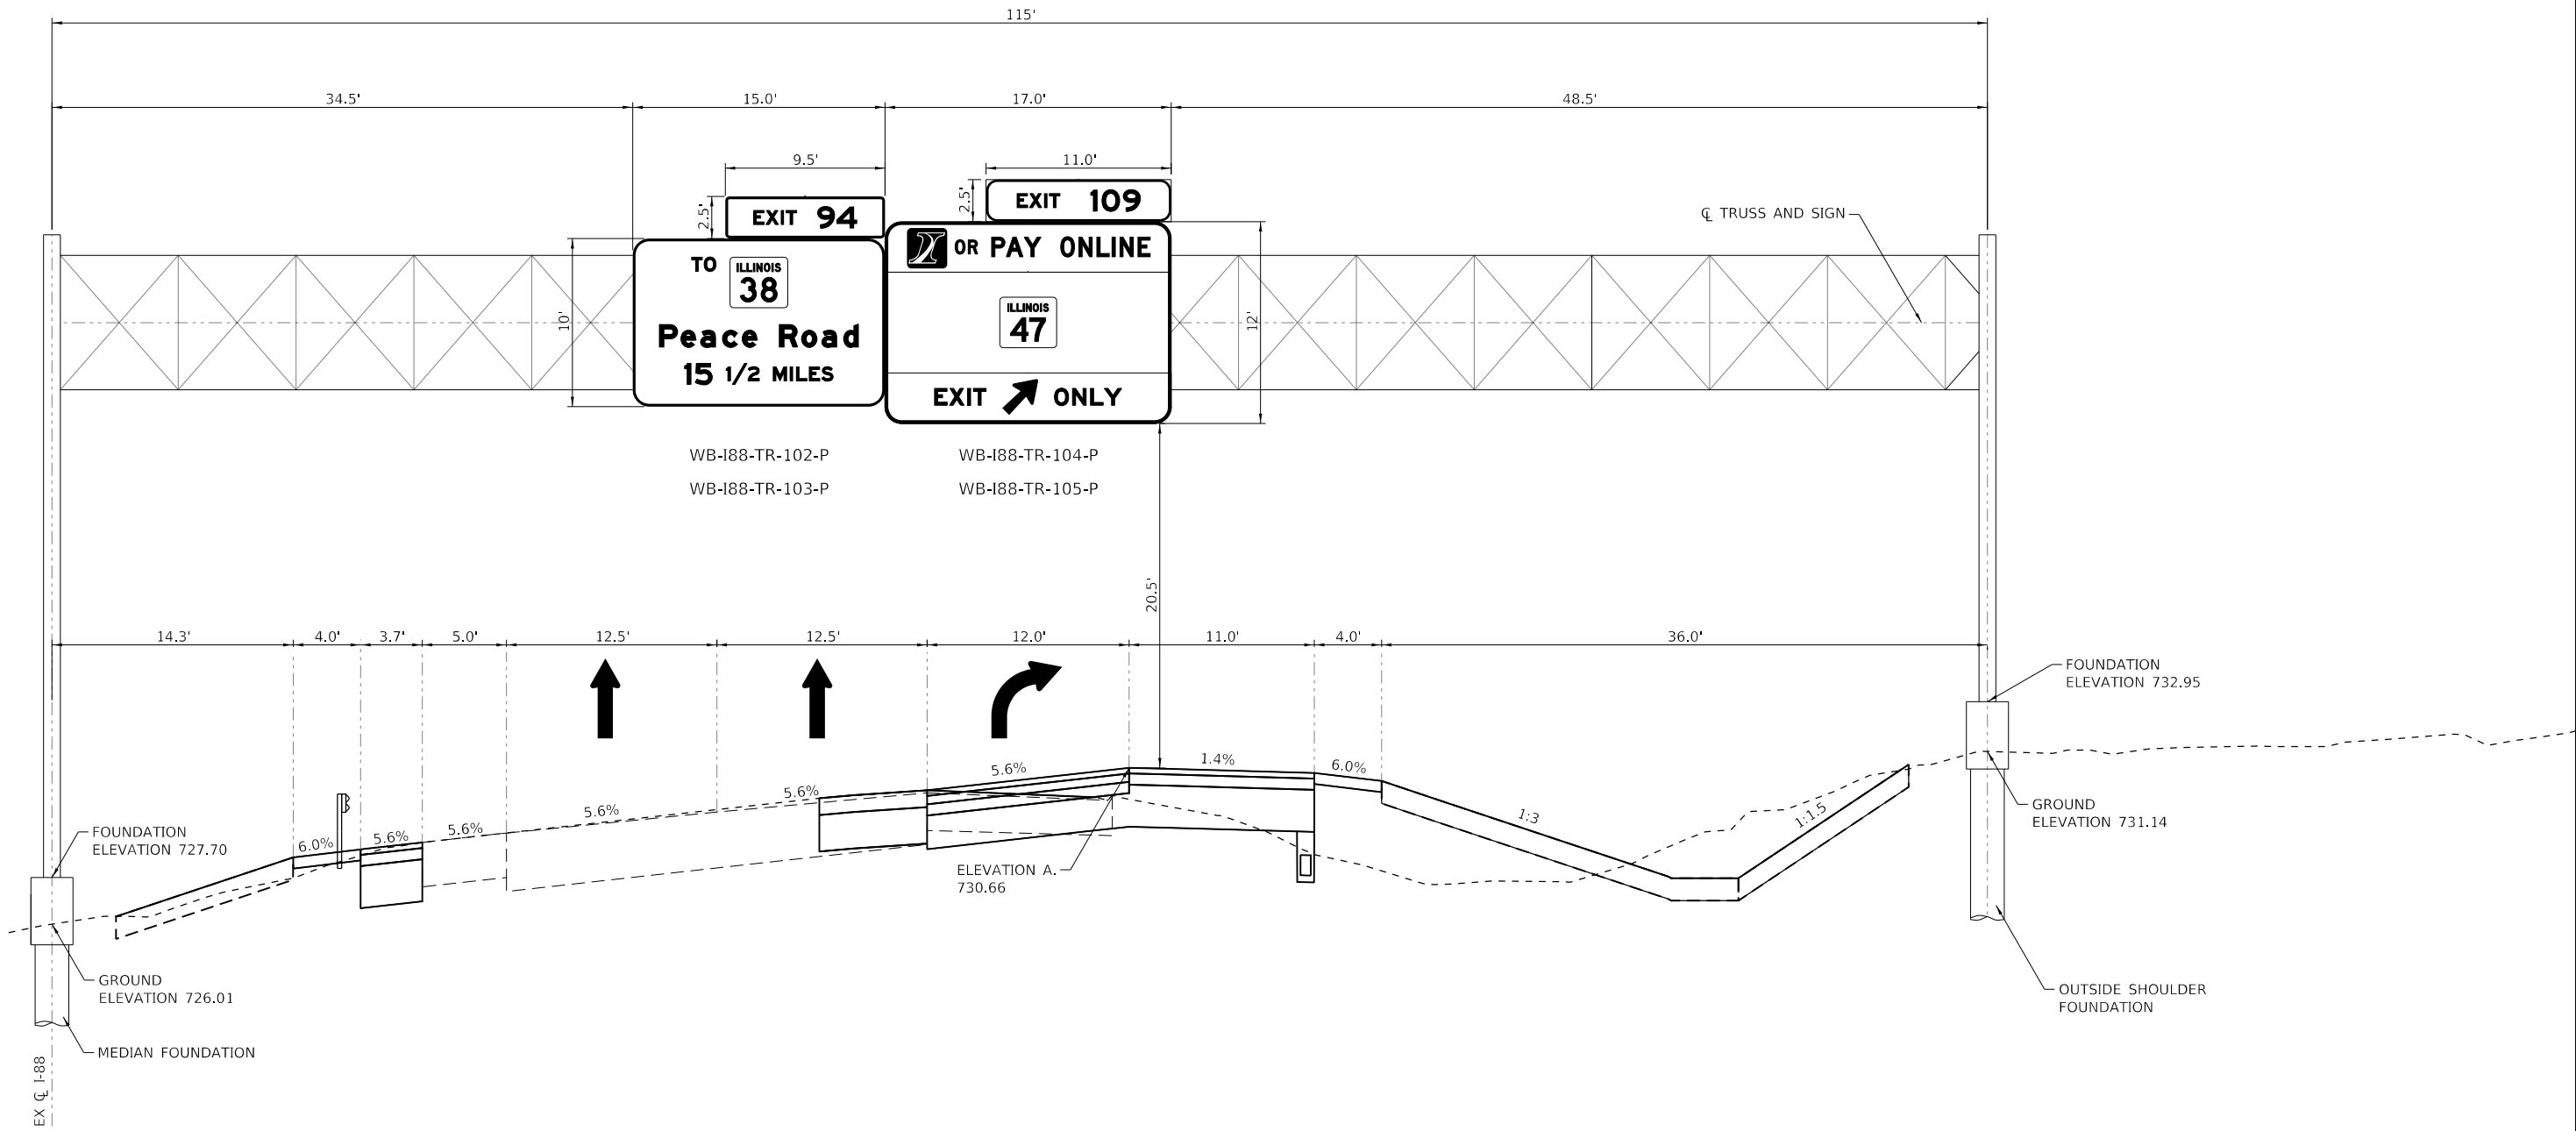 115'
34.5'
15.0'
17.0'
48.5'
9.5'
11.0'
2.5'
2.5'
EXIT 94
EXIT 109
℄ TRUSS AND SIGN
OR PAY ONLINE
TO
ILLINOIS
38
Peace Road
15 1/2 MILES
10'
ILLINOIS
47
12'
EXIT ONLY
WB-I88-TR-102-P
WB-I88-TR-103-P
WB-I88-TR-104-P
WB-I88-TR-105-P
20.5'
14.3'
4.0'
3.7'
5.0'
12.5'
12.5'
12.0'
11.0'
4.0'
36.0'
FOUNDATION
ELEVATION 732.95
6.0%
5.6%
5.6%
5.6%
5.6%
5.6%
1.4%
6.0%
1:3
1:1.5
FOUNDATION
ELEVATION 727.70
GROUND
ELEVATION 731.14
ELEVATION A.
730.66
GROUND
ELEVATION 726.01
OUTSIDE SHOULDER
FOUNDATION
MEDIAN FOUNDATION
EX ℄ I-88